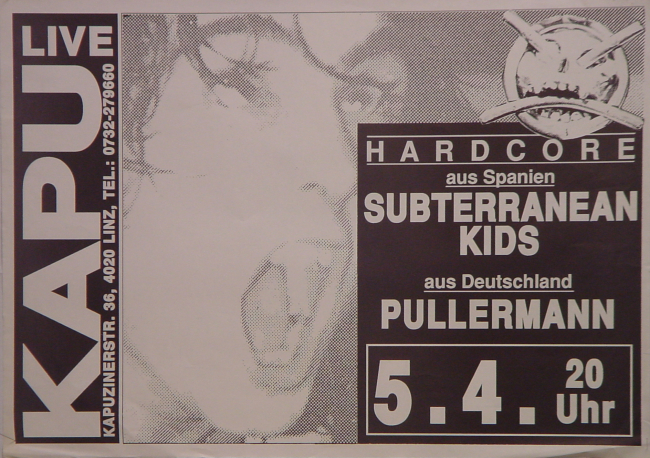 LIVE
KAPU
KAPUZINERSTR. 36, 4020 LINZ, TEL.: 0732-279660
HARDCORE
aus Spanien
SUBTERRANEAN
KIDS
aus Deutschland
PULLERMANN
5.4. 20
Uhr